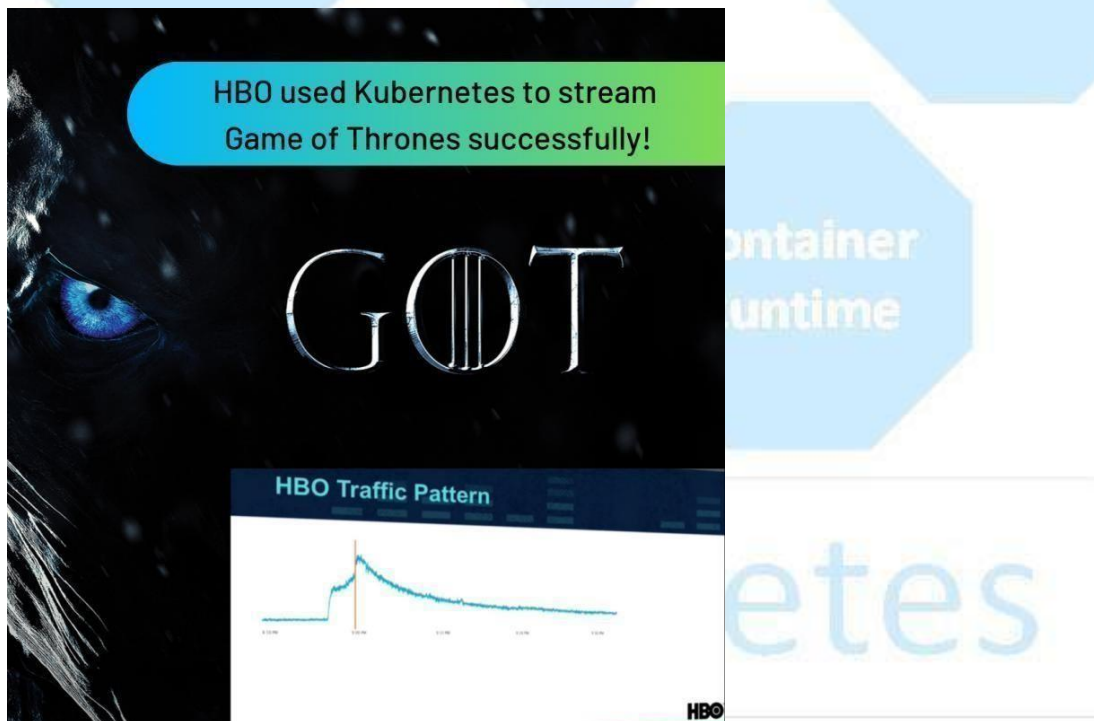 HBO used Kubernetes to stream
Game of Thrones successfully!
GOT
ontainer
untime
HBO Traffic Pattern
etes
HBO